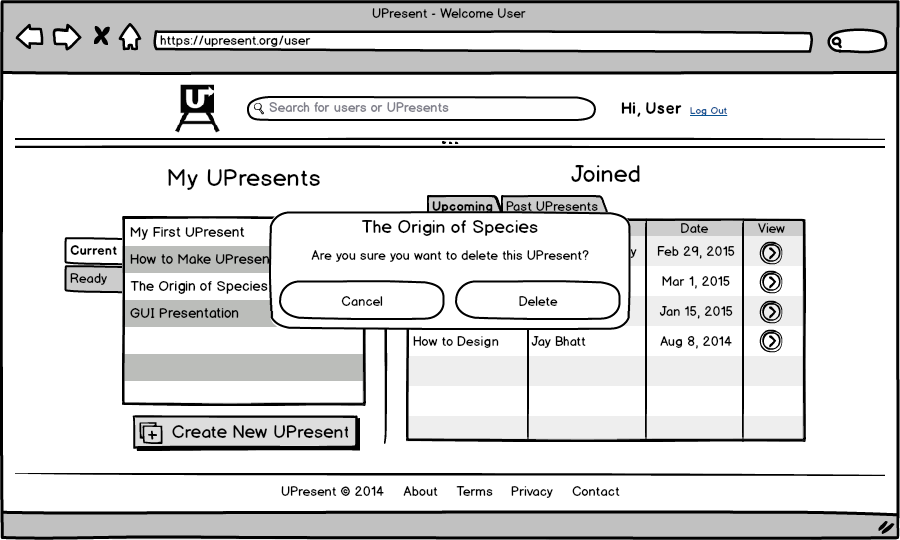 UPresent - Welcome User
https://upresent.org/user
U
Search for users or UPresents
Hi, User Log Out
My UPresents
Joined
Upcoming
Past UPresents
Current
Ready
My First UPresent
How to Make UPresen
The Origin of Species
GUI Presentation
The Origin of Species
Are you sure you want to delete this UPresent?
Cancel
Delete
Date View
y Feb 29, 2015
Mar 1, 2015
Jan 15, 2015
How to Design Jay Bhatt Aug 8, 2014
Create New UPresent
UPresent © 2014 About Terms Privacy Contact